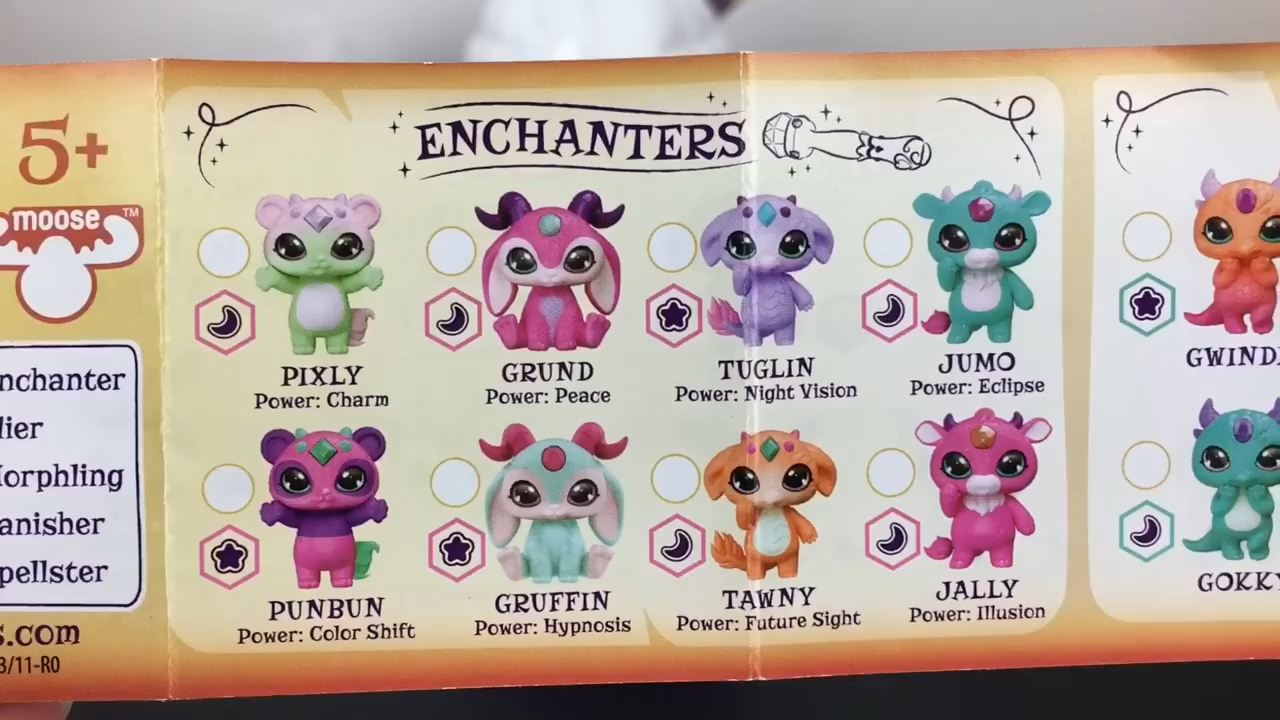 5+
moose™
nchanter
lier
orphling
anisher
pellster
s.com
3/11-R0
ENCHANTERS
PIXLY
Power: Charm
GRUND
Power: Peace
TUGLIN
Power: Night Vision
JUMO
Power: Eclipse
PUNBUN
Power: Color Shift
GRUFFIN
Power: Hypnosis
TAWNY
Power: Future Sight
JALLY
Power: Illusion
GWIND
GOKKY